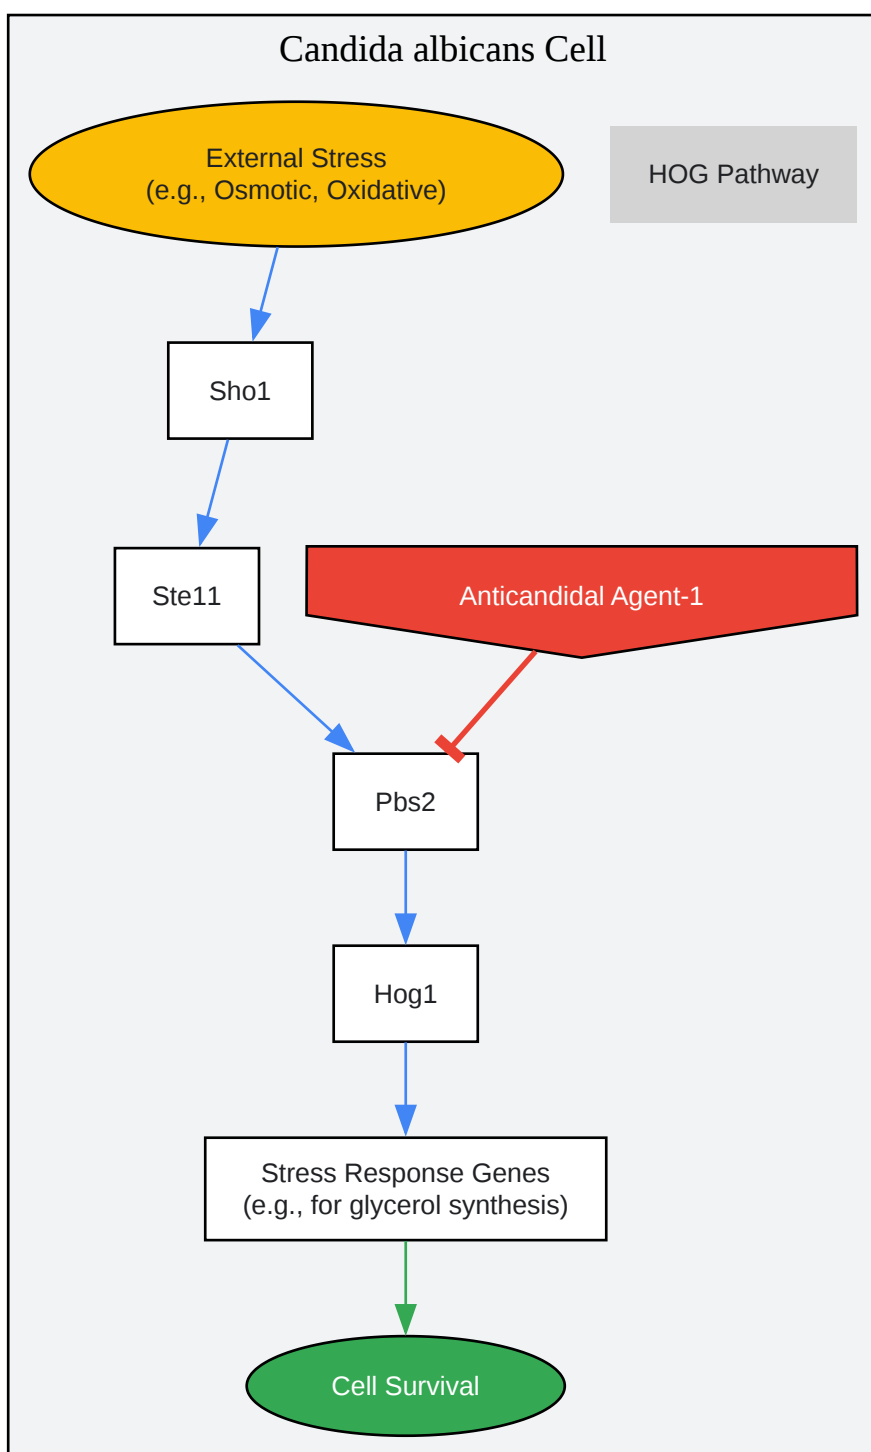 Candida albicans Cell
External Stress
(e.g., Osmotic, Oxidative)
HOG Pathway
Sho1
Ste11
Anticandidal Agent-1
Pbs2
Hog1
Stress Response Genes
(e.g., for glycerol synthesis)
Cell Survival